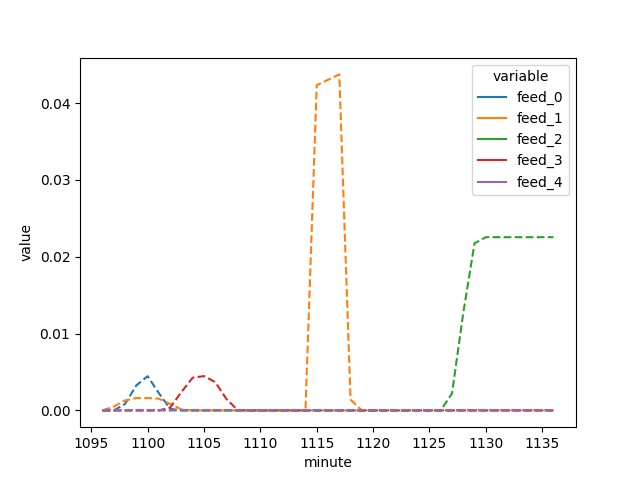 variable
feed_0
feed_1
feed_2
feed_3
feed_4
value
0.04
0.03
0.02
0.01
0.00
1095 1100 1105 1110 1115 1120 1125 1130 1135
minute